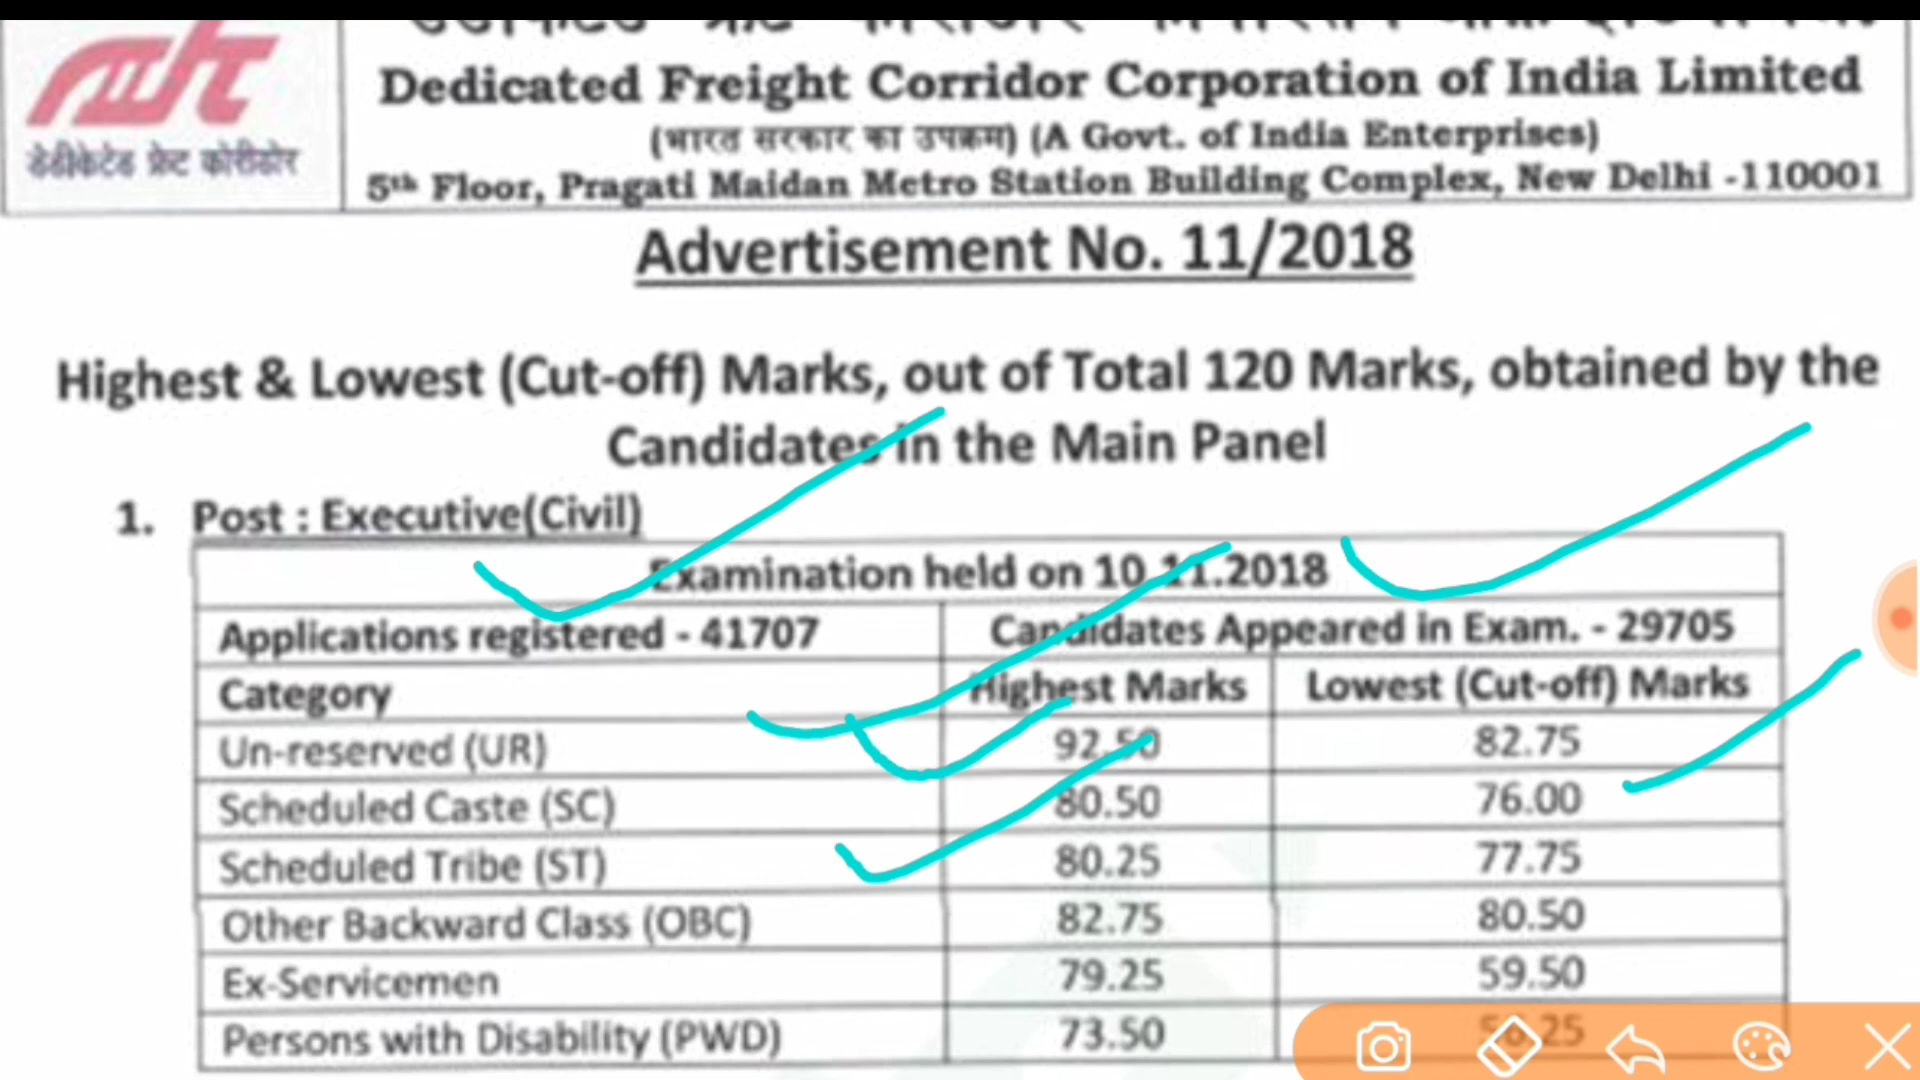 डेडीकेटेड फ्रेट कोरीडोर
Dedicated Freight Corridor Corporation of India Limited
(भारत सरकार का उपक्रम) (A Govt. of India Enterprises)
5th Floor, Pragati Maidan Metro Station Building Complex, New Delhi -110001
Advertisement No. 11/2018
Highest & Lowest (Cut-off) Marks, out of Total 120 Marks, obtained by the
Candidates in the Main Panel
1. Post : Executive(Civil)
Examination held on 10.11.2018
Applications registered - 41707 Candidates Appeared in Exam. - 29705
Category Highest Marks Lowest (Cut-off) Marks
Un-reserved (UR) 92.50 82.75
Scheduled Caste (SC) 80.50 76.00
Scheduled Tribe (ST) 80.25 77.75
Other Backward Class (OBC) 82.75 80.50
Ex-Servicemen 79.25 59.50
Persons with Disability (PWD) 73.50